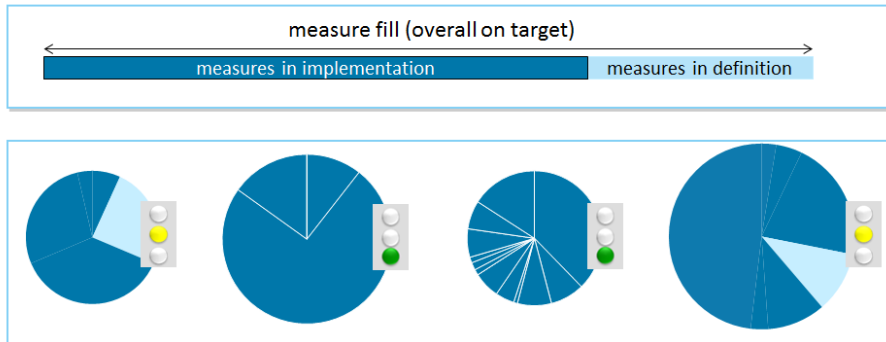 measure fill (overall on target)
measures in implementation measures in definition